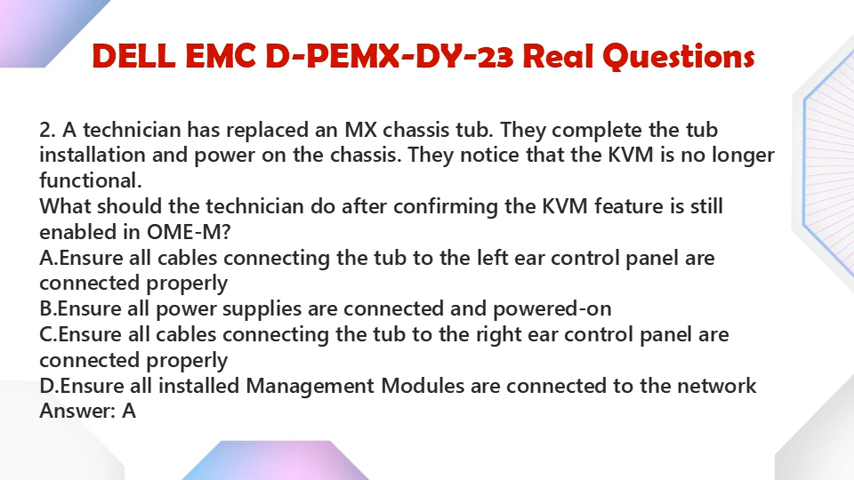 DELL EMC D-PEMX-DY-23 Real Questions
2. A technician has replaced an MX chassis tub. They complete the tub
installation and power on the chassis. They notice that the KVM is no longer
functional.
What should the technician do after confirming the KVM feature is still
enabled in OME-M?
A.Ensure all cables connecting the tub to the left ear control panel are
connected properly
B.Ensure all power supplies are connected and powered-on
C.Ensure all cables connecting the tub to the right ear control panel are
connected properly
D.Ensure all installed Management Modules are connected to the network
Answer: A